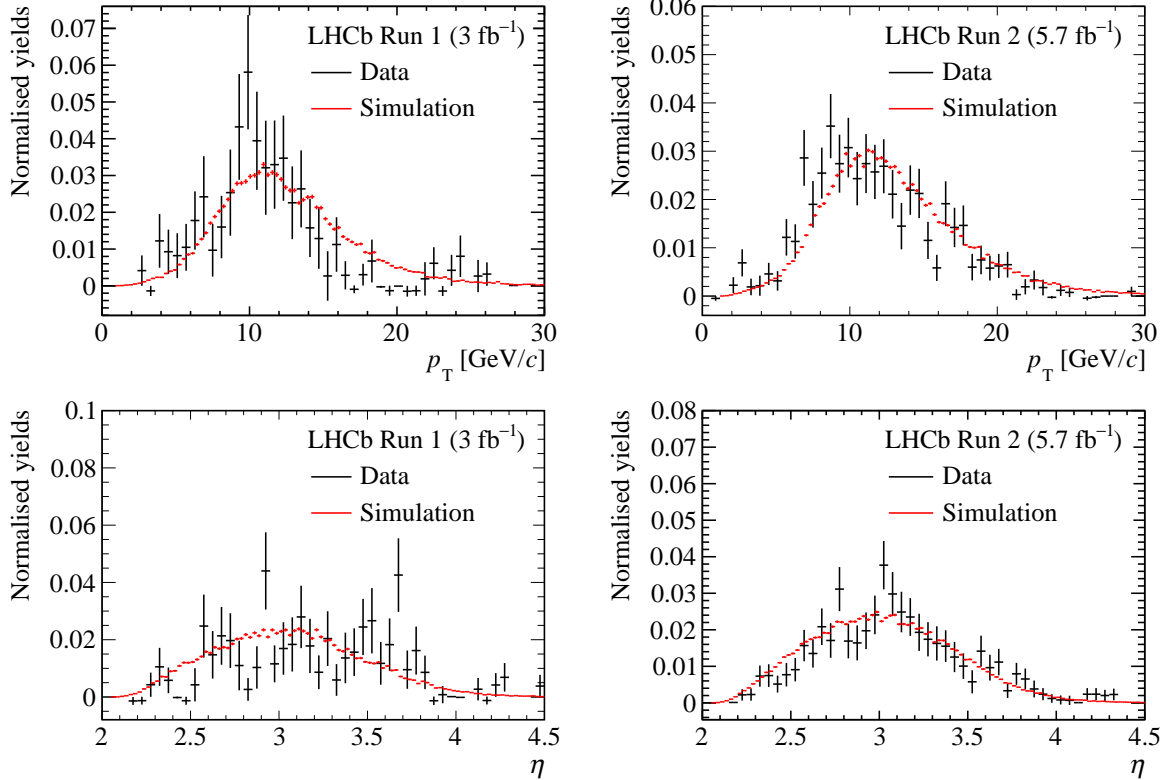 Normalised yields
0.07
0.06
0.05
0.04
0.03
0.02
0.01
0
LHCb Run 1 (3 fb⁻¹)
Data
Simulation
0 10 20 30
p_T [GeV/c]
Normalised yields
0.06
0.05
0.04
0.03
0.02
0.01
0
LHCb Run 2 (5.7 fb⁻¹)
Data
Simulation
0 10 20 30
p_T [GeV/c]
Normalised yields
0.1
0.08
0.06
0.04
0.02
0
LHCb Run 1 (3 fb⁻¹)
Data
Simulation
2 2.5 3 3.5 4 4.5
η
Normalised yields
0.08
0.07
0.06
0.05
0.04
0.03
0.02
0.01
0
LHCb Run 2 (5.7 fb⁻¹)
Data
Simulation
2 2.5 3 3.5 4 4.5
η